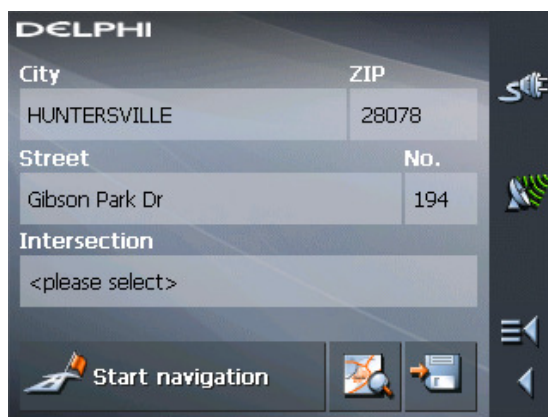 DELPHI
City ZIP
HUNTERSVILLE 28078
Street No.
Gibson Park Dr 194
Intersection
<please select>
Start navigation